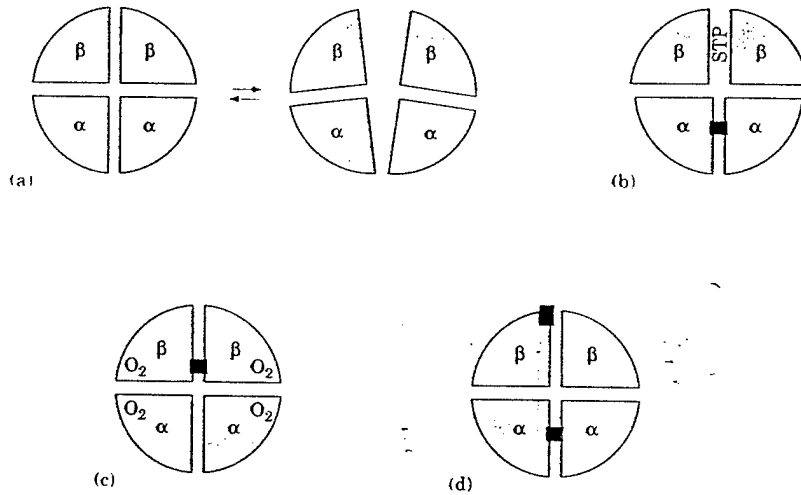 β β
α α
(a)
β β
α α
β STP β
α α
(b)
β β
O₂ O₂
O₂ α O₂
(c)
β β
α α
(d)